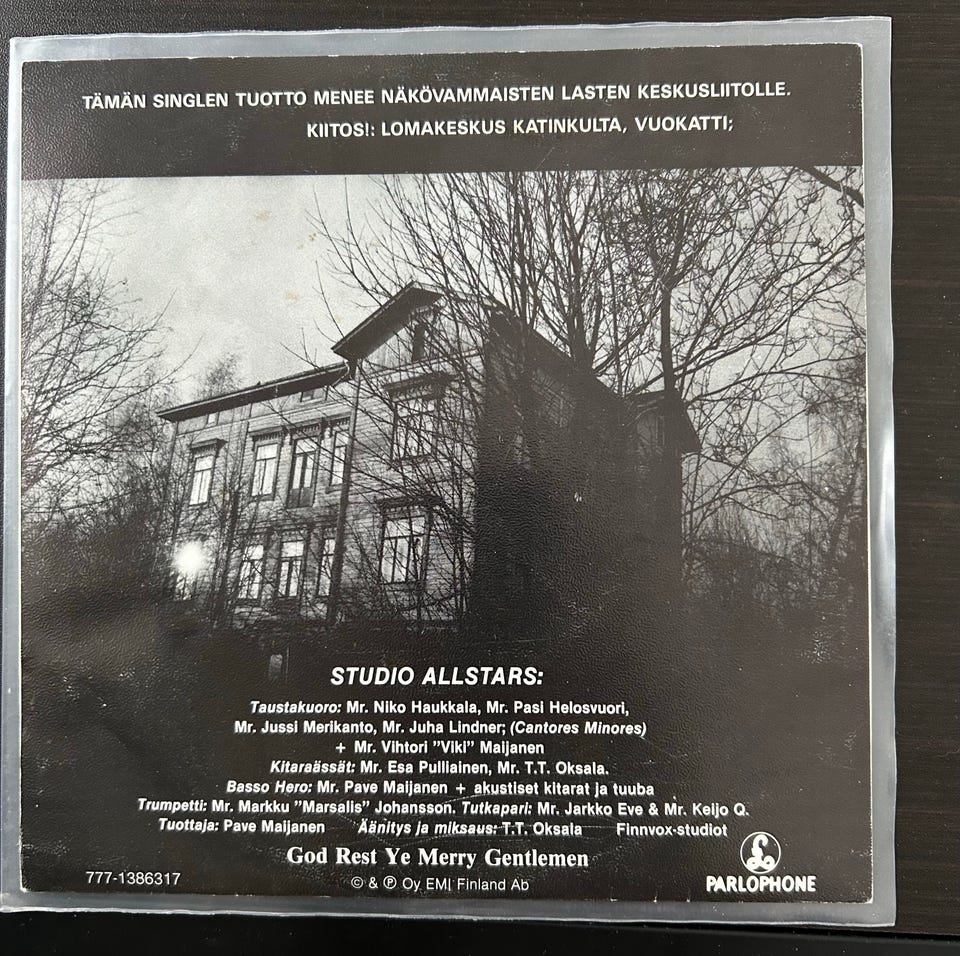 TÄMÄN SINGLEN TUOTTO MENEE NÄKÖVAMMAISTEN LASTEN KESKUSLIITOLLE.
KIITOS!: LOMAKESKUS KATINKULTA, VUOKATTI;
STUDIO ALLSTARS:
Taustakuoro: Mr. Niko Haukkala, Mr. Pasi Helosvuori,
Mr. Jussi Merikanto, Mr. Juha Lindner; (Cantores Minores)
+ Mr. Vihtori "Viki" Maijanen
Kitaraässät: Mr. Esa Pulliainen, Mr. T.T. Oksala.
Basso Hero: Mr. Pave Maijanen + akustiset kitarat ja tuuba
Trumpetti: Mr. Markku "Marsalis" Johansson. Tutkapari: Mr. Jarkko Eve & Mr. Keijo Q.
Tuottaja: Pave Maijanen Äänitys ja miksaus: T.T. Oksala Finnvox-studiot
God Rest Ye Merry Gentlemen
777-1386317 © & ℗ Oy EMI Finland Ab PARLOPHONE